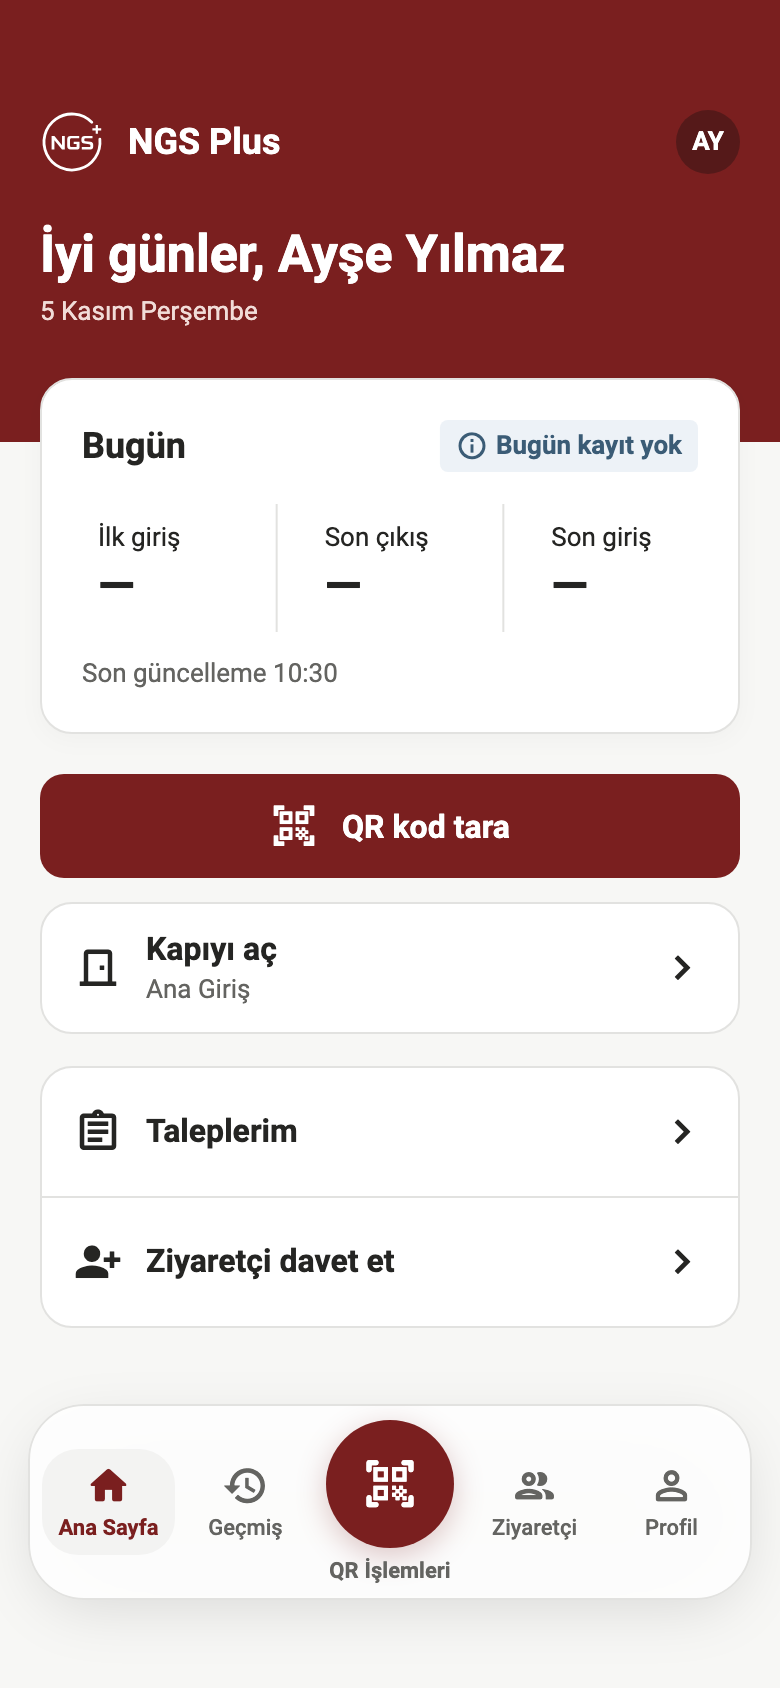 NGS+
NGS Plus
AY
İyi günler, Ayşe Yılmaz
5 Kasım Perşembe
Bugün
Bugün kayıt yok
İlk giriş
Son çıkış
Son giriş
—
—
—
Son güncelleme 10:30
QR kod tara
Kapıyı aç
Ana Giriş
Taleplerim
Ziyaretçi davet et
Ana Sayfa
Geçmiş
QR İşlemleri
Ziyaretçi
Profil